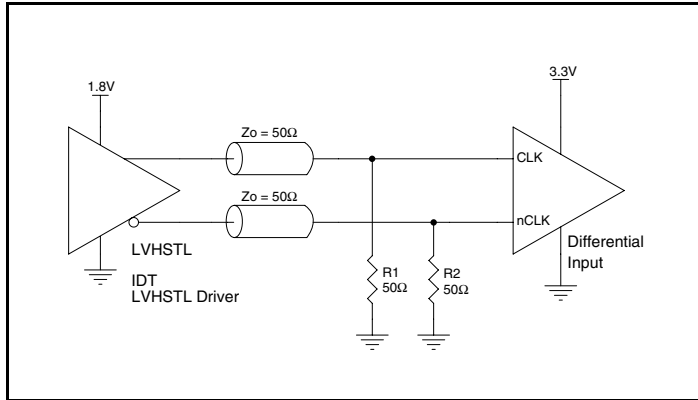 1.8V
3.3V
Zo = 50Ω
CLK
Zo = 50Ω
nCLK
LVHSTL
IDT
LVHSTL Driver
R1
50Ω
R2
50Ω
Differential
Input